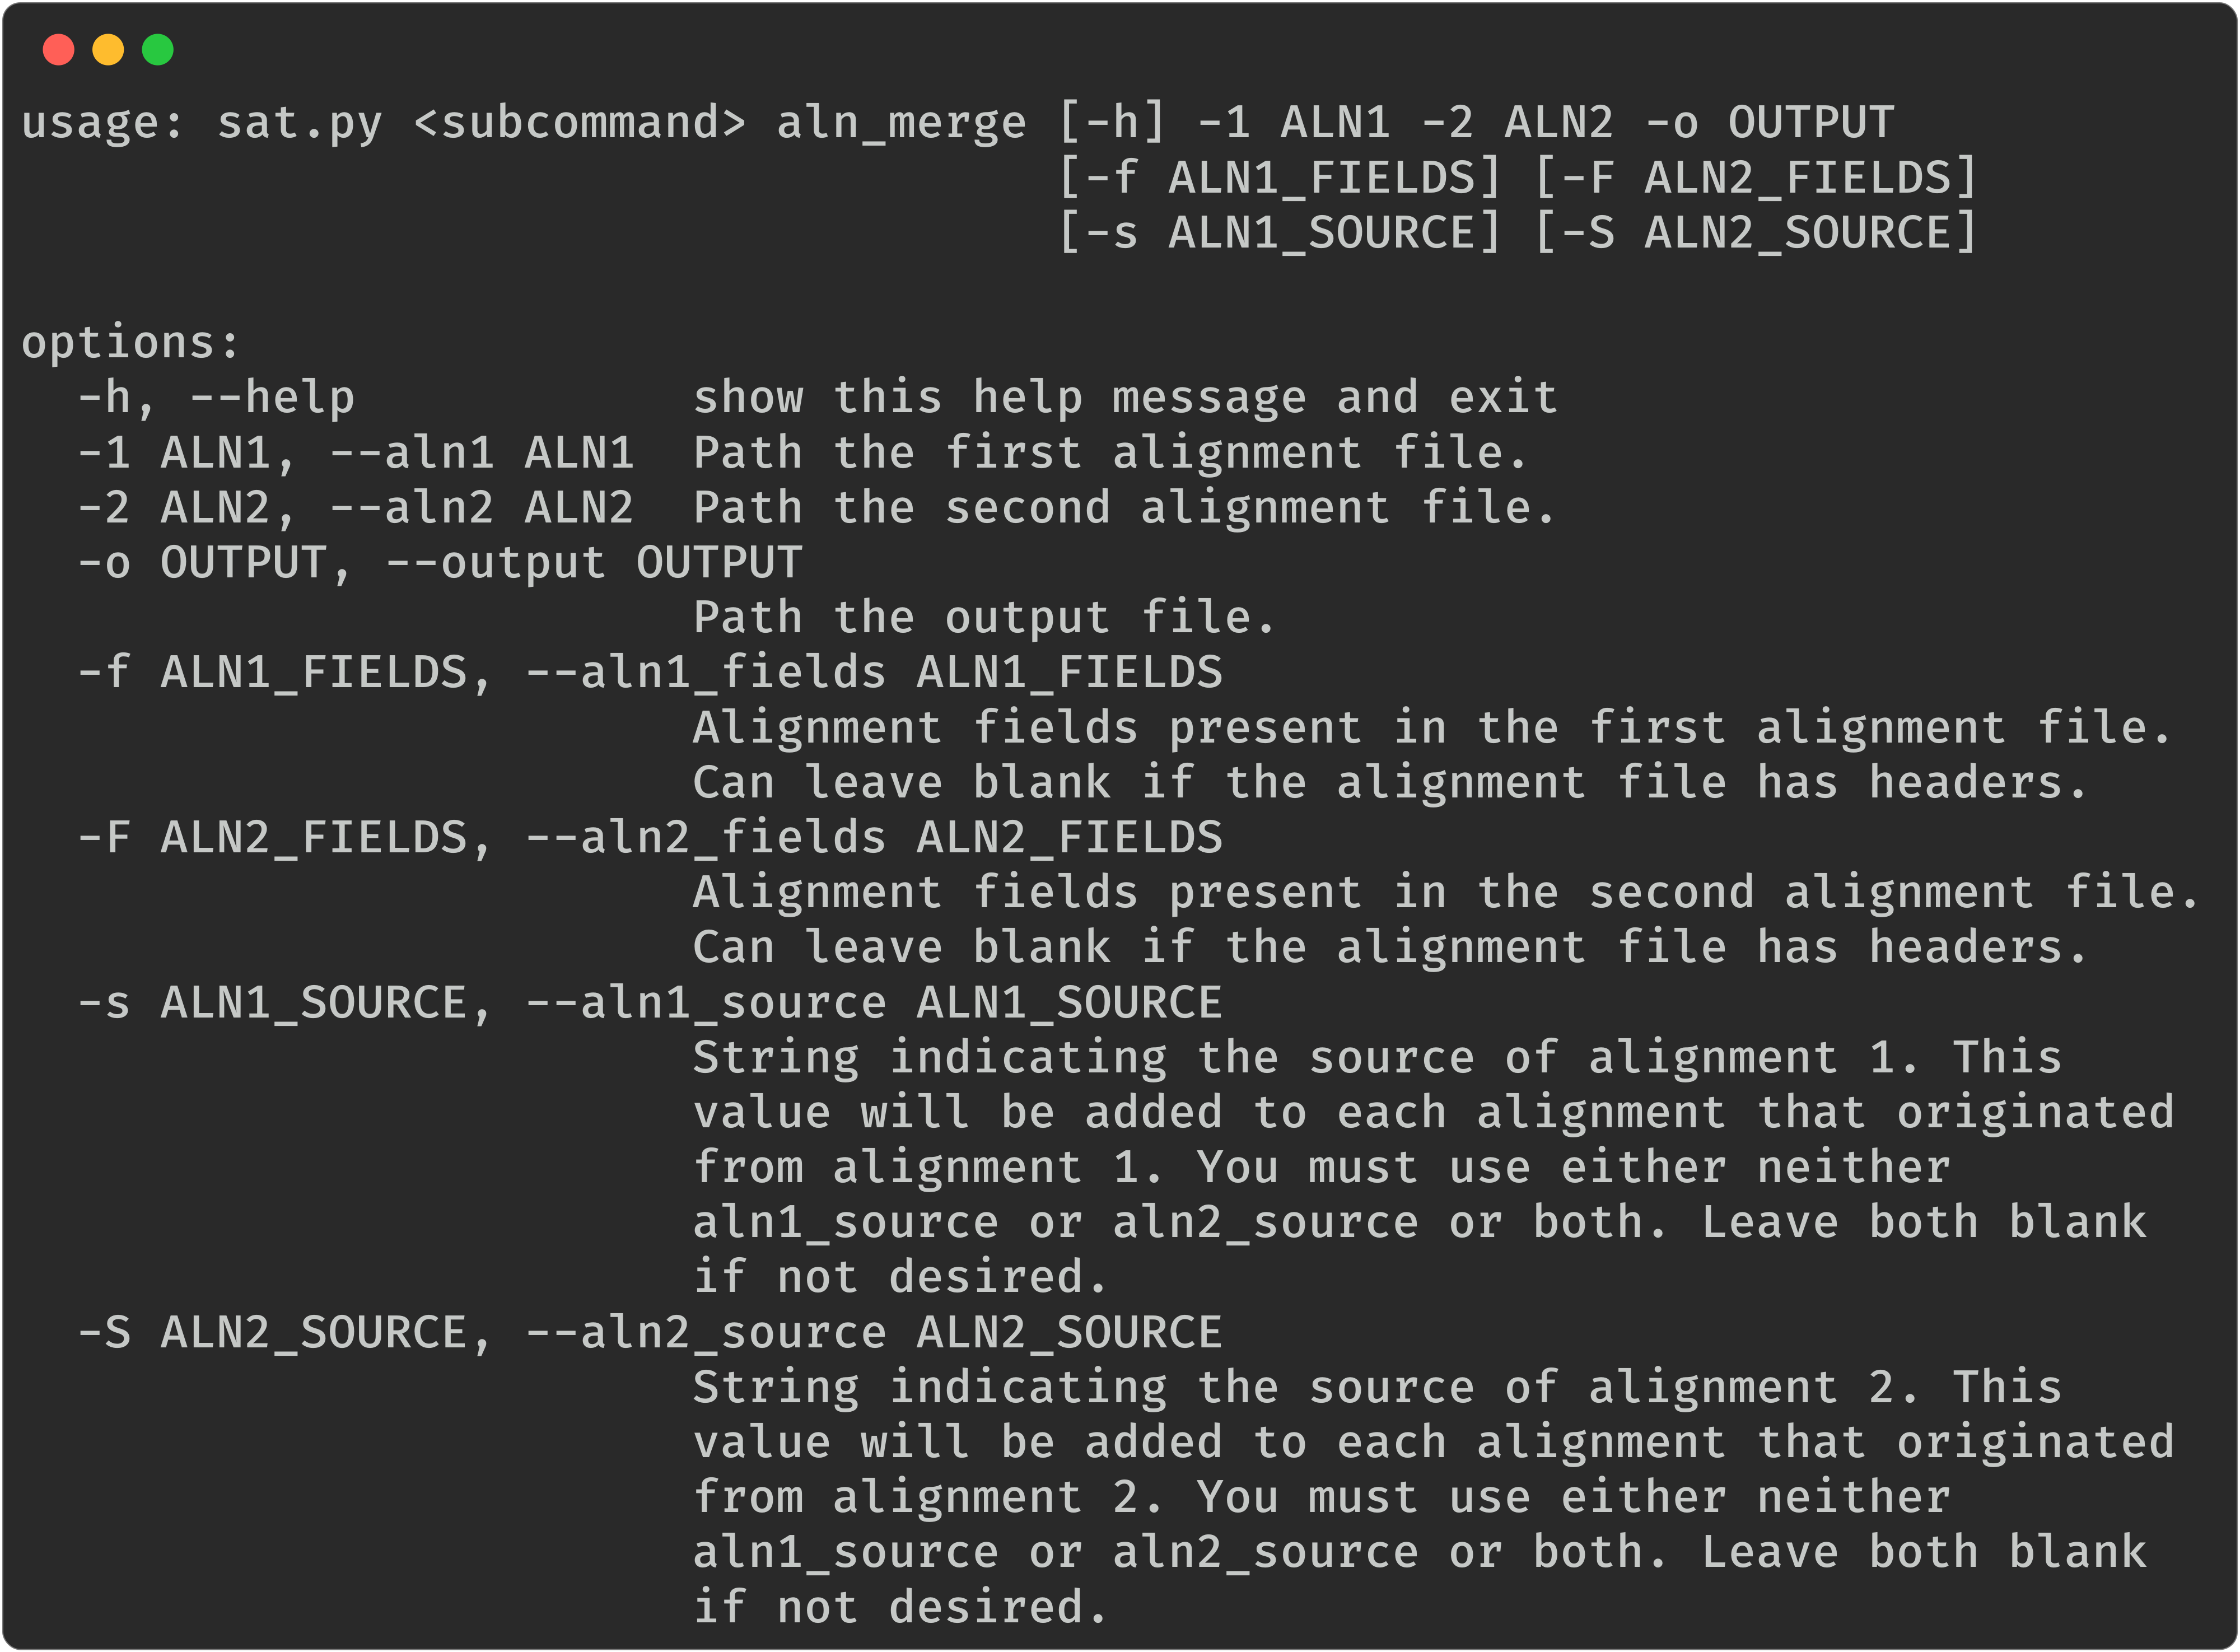 usage: sat.py <subcommand> aln_merge [-h] -1 ALN1 -2 ALN2 -o OUTPUT
[-f ALN1_FIELDS] [-F ALN2_FIELDS]
[-s ALN1_SOURCE] [-S ALN2_SOURCE]
options:
-h, --help show this help message and exit
-1 ALN1, --aln1 ALN1 Path the first alignment file.
-2 ALN2, --aln2 ALN2 Path the second alignment file.
-o OUTPUT, --output OUTPUT
Path the output file.
-f ALN1_FIELDS, --aln1_fields ALN1_FIELDS
Alignment fields present in the first alignment file.
Can leave blank if the alignment file has headers.
-F ALN2_FIELDS, --aln2_fields ALN2_FIELDS
Alignment fields present in the second alignment file.
Can leave blank if the alignment file has headers.
-s ALN1_SOURCE, --aln1_source ALN1_SOURCE
String indicating the source of alignment 1. This
value will be added to each alignment that originated
from alignment 1. You must use either neither
aln1_source or aln2_source or both. Leave both blank
if not desired.
-S ALN2_SOURCE, --aln2_source ALN2_SOURCE
String indicating the source of alignment 2. This
value will be added to each alignment that originated
from alignment 2. You must use either neither
aln1_source or aln2_source or both. Leave both blank
if not desired.